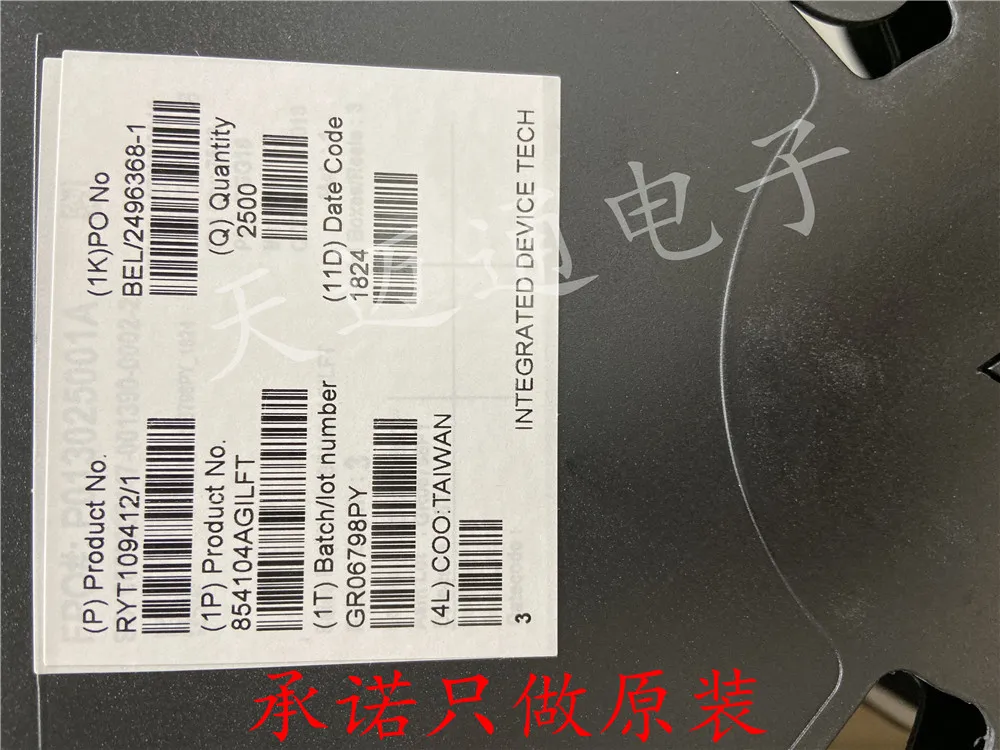 (P) Product No.
RYT109412/1
(1K)PO No
BEL/2496368-1
(1P) Product No.
854104AGILFT
(Q) Quantity
2500
(1T) Batch/lot number
GR06798PY
(11D) Date Code
1824
(4L) COO:TAIWAN
3
INTEGRATED DEVICE TECH
天迈通电子
承诺只做原装